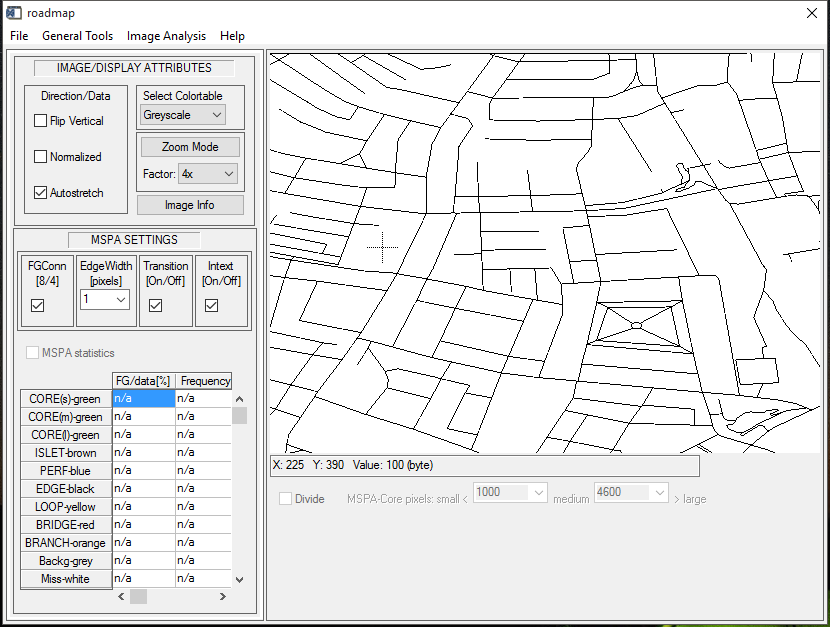 roadmap
File General Tools Image Analysis Help
IMAGE/DISPLAY ATTRIBUTES
Direction/Data
Flip Vertical
Normalized
Autostretch
Select Colortable
Greyscale
Zoom Mode
Factor: 4x
Image Info
MSPA SETTINGS
FGConn
[8/4]
EdgeWidth
[pixels]
1
Transition
[On/Off]
Intext
[On/Off]
MSPA statistics
FG/data[%] Frequency
CORE(s)-green n/a n/a
CORE(m)-green n/a n/a
CORE(l)-green n/a n/a
ISLET-brown n/a n/a
PERF-blue n/a n/a
EDGE-black n/a n/a
LOOP-yellow n/a n/a
BRIDGE-red n/a n/a
BRANCH-orange n/a n/a
Backg-grey n/a n/a
Miss-white n/a n/a
X: 225 Y: 390 Value: 100 (byte)
Divide MSPA-Core pixels: small < 1000 medium 4600 > large